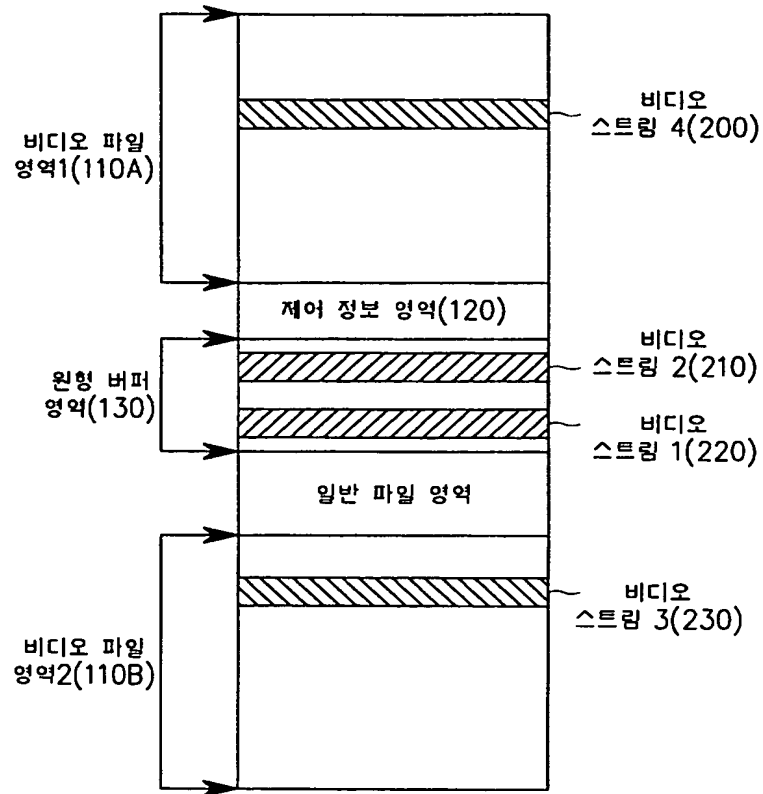 비디오
스트림 4(200)
비디오 파일
영역1(110A)
제어 정보 영역(120)
비디오
스트림 2(210)
원형 버퍼
영역(130)
비디오
스트림 1(220)
일반 파일 영역
비디오
스트림 3(230)
비디오 파일
영역2(110B)